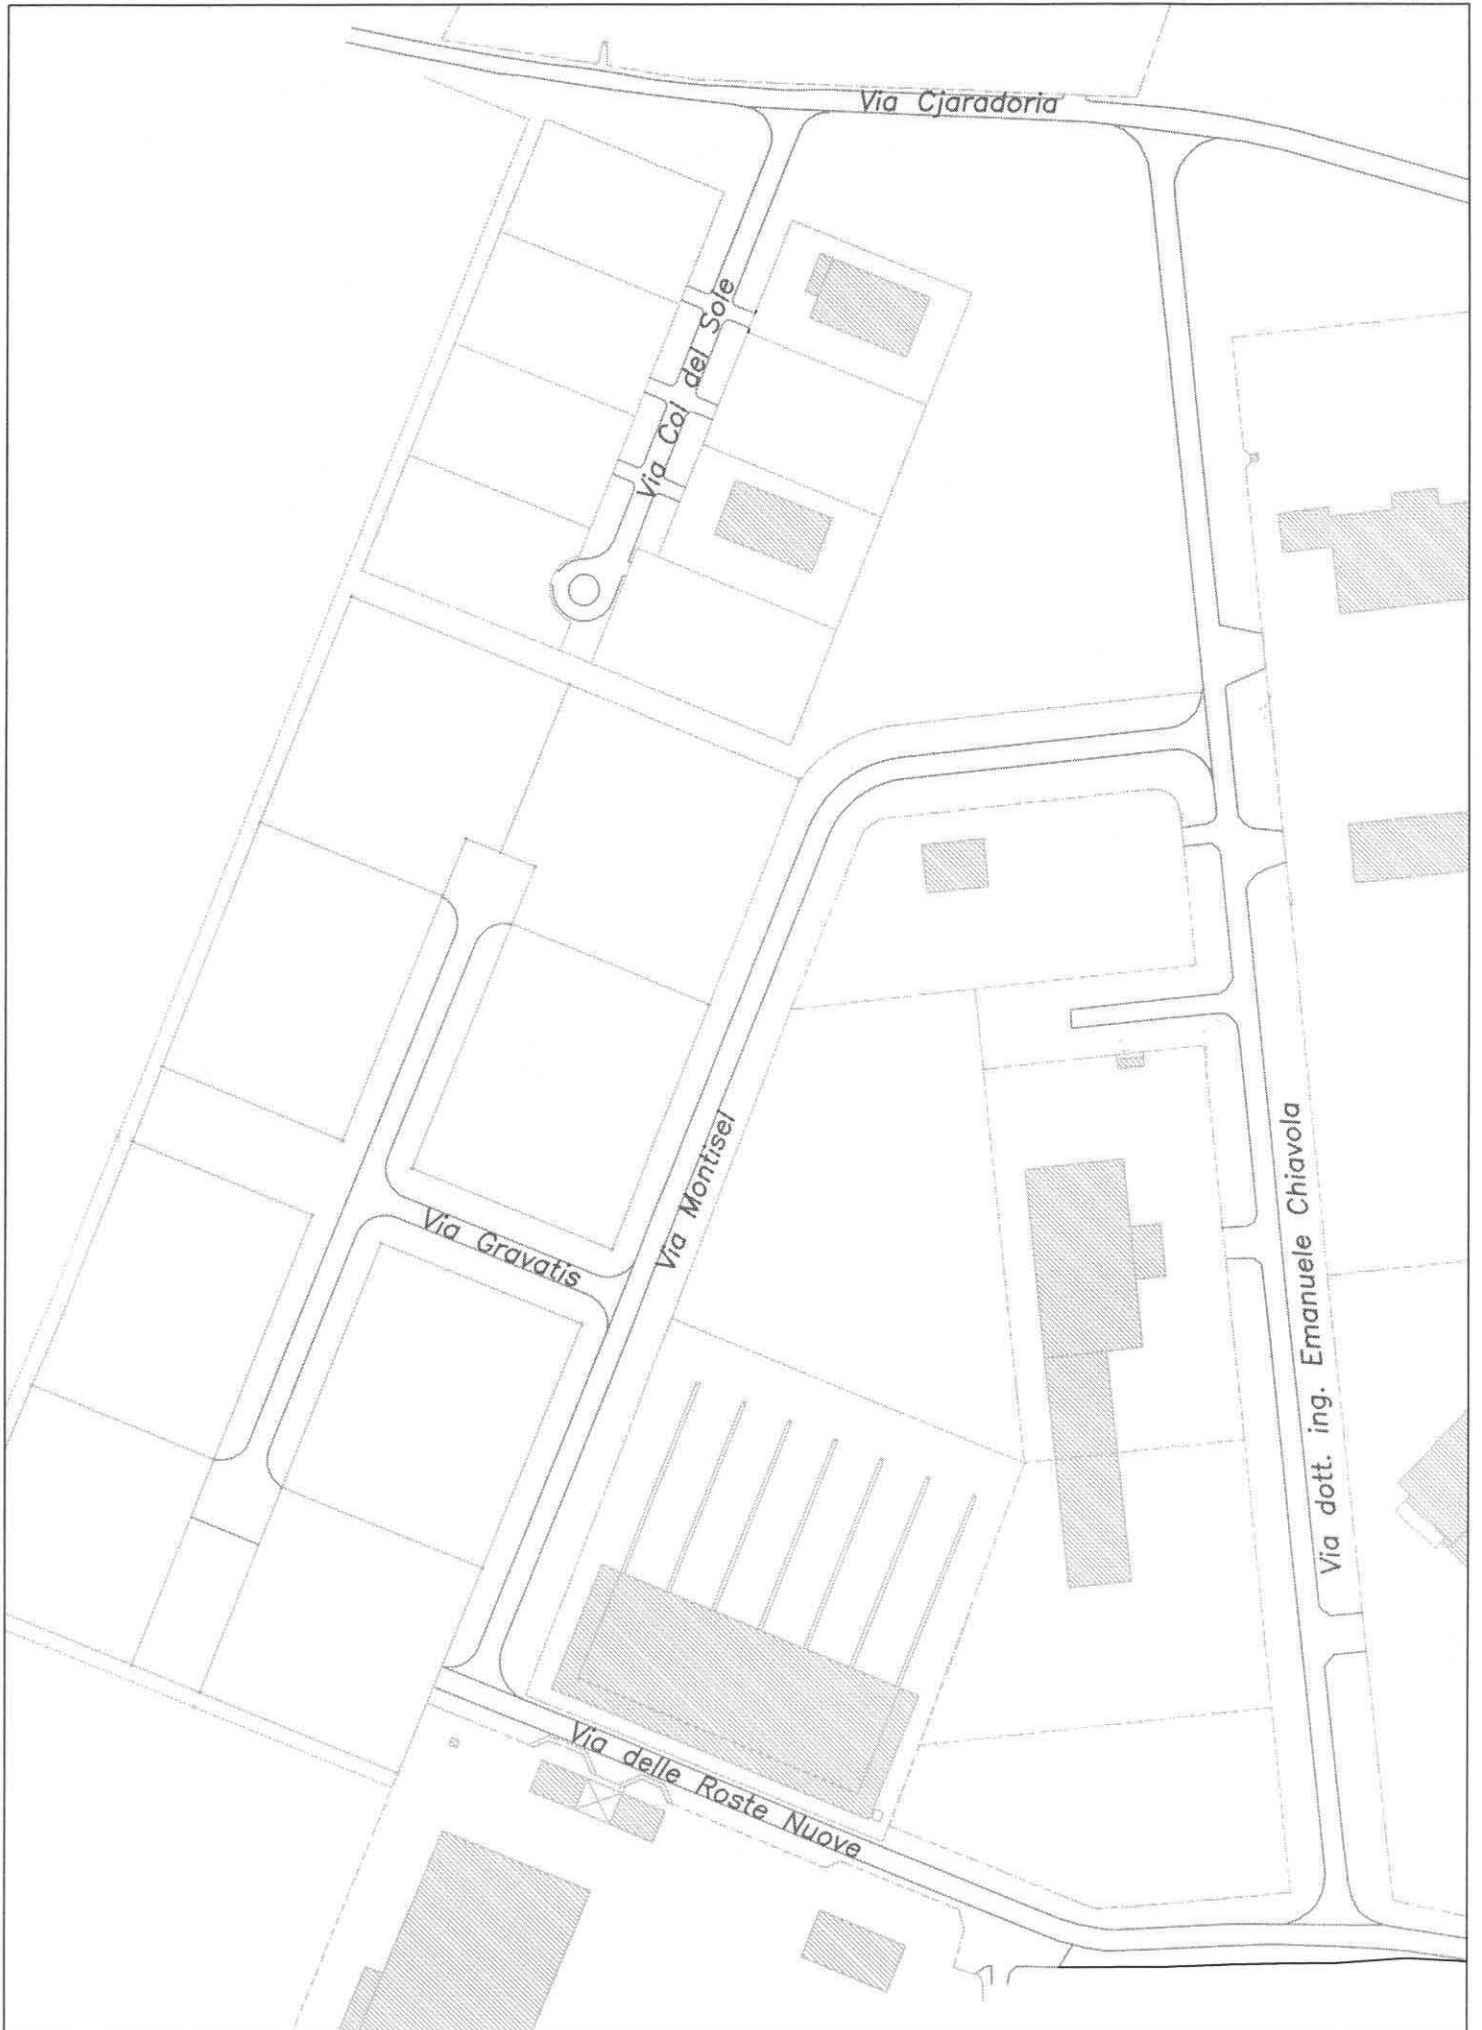 Via Cjaradoria
Via Col del Sole
Via Montisel
Via Gravatis
Via dott. ing. Emanuele Chiavola
Via delle Roste Nuove